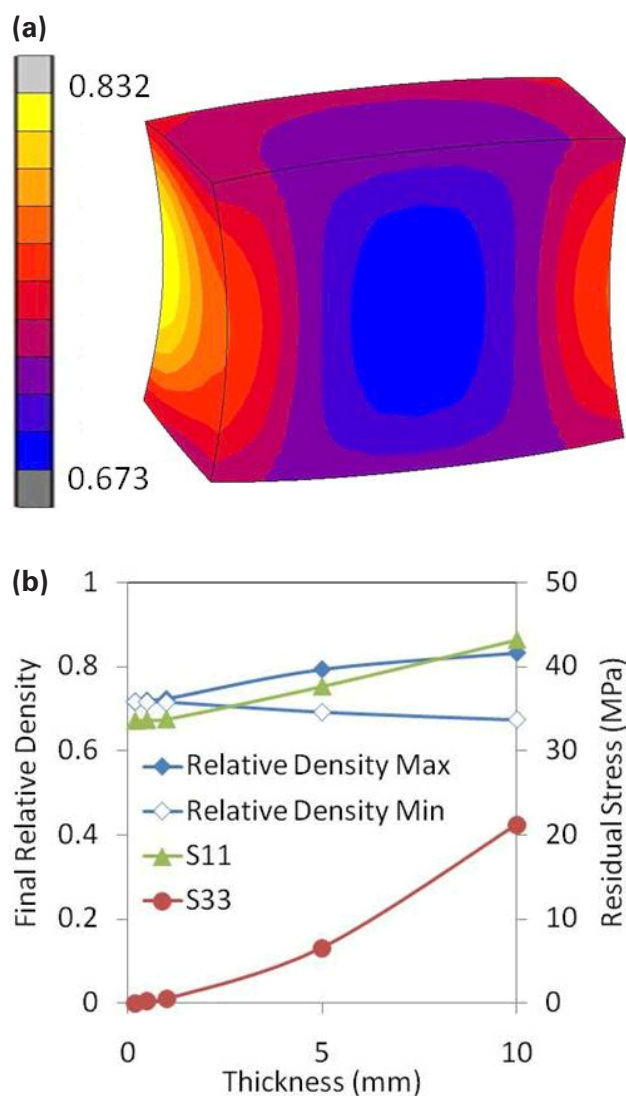 (a)
0.832
0.673
(b)
1
0.8
0.6
0.4
0.2
0
Final Relative Density
50
40
30
20
10
0
Residual Stress (MPa)
Relative Density Max
Relative Density Min
S11
S33
0
5
10
Thickness (mm)